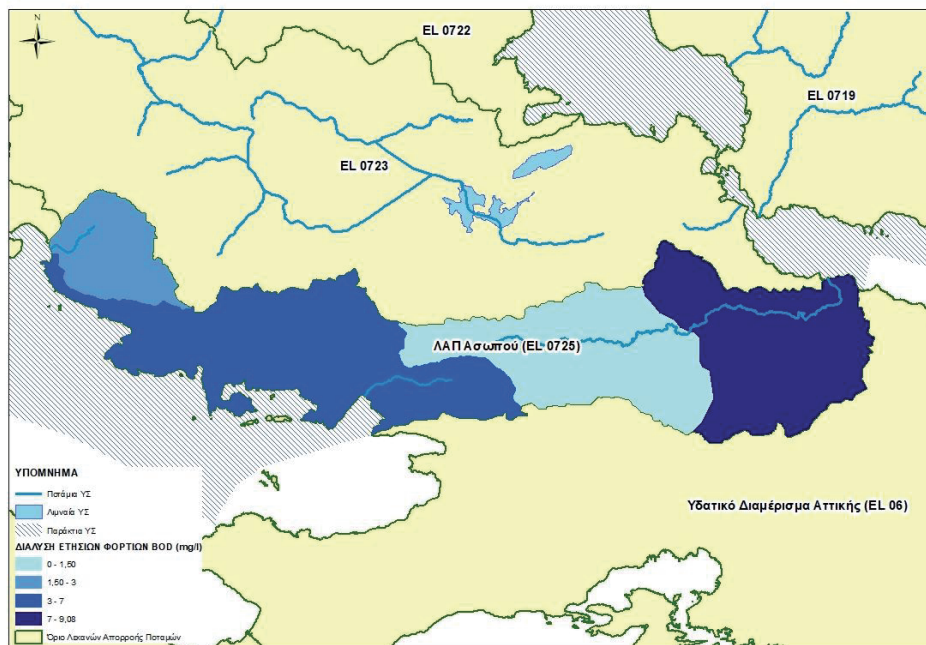 N
EL 0722
EL 0719
EL 0723
ΛΑΠ Ασωπού (EL 0725)
Υδατικό Διαμέρισμα Αττικής (EL 06)
ΥΠΟΜΝΗΜΑ
Ποτάμια ΥΣ
Λιμναία ΥΣ
Παράκτια ΥΣ
ΔΙΑΛΥΣΗ ΕΤΗΣΙΩΝ ΦΟΡΤΙΩΝ BOD (mg/l)
0 - 1,50
1,50 - 3
3 - 7
7 - 9,08
Όριο Λεκανών Απορροής Ποταμών